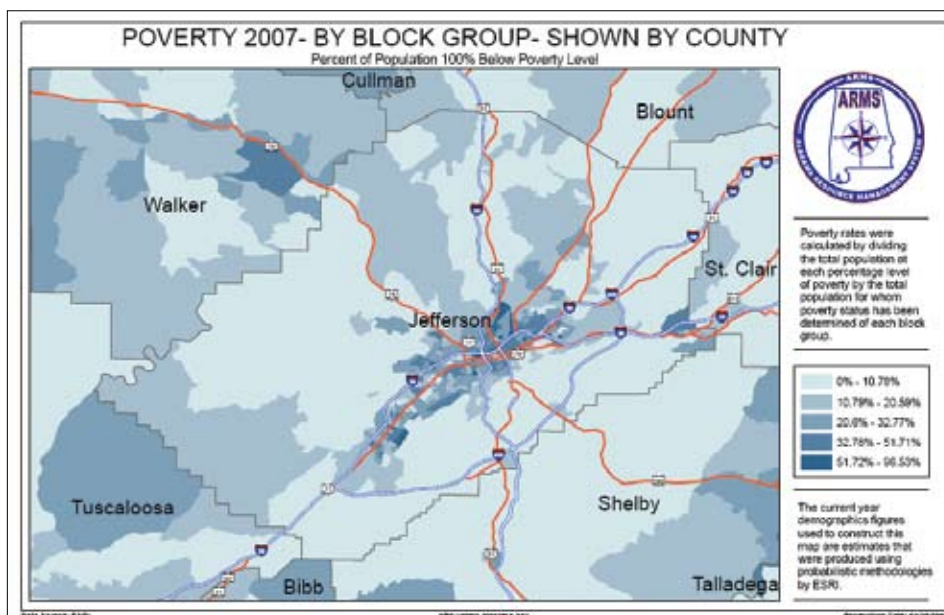 POVERTY 2007- BY BLOCK GROUP- SHOWN BY COUNTY
Percent of Population 100% Below Poverty Level
Cullman
Blount
Walker
St. Clair
Jefferson
Tuscaloosa
Shelby
Bibb
Talladega
ARMS
ARMS
ALABAMA RESOURCE MANAGEMENT SYSTEM
Poverty rates were
calculated by dividing
the total population at
each percentage level
of poverty by the total
population for whom
poverty status has been
determined of each block
group.
0% - 10.78%
10.79% - 20.59%
20.6% - 32.77%
32.78% - 51.71%
51.72% - 96.53%
The current year
demographics figures
used to construct this
map are estimates that
were produced using
probabilistic methodologies
by ESRI.